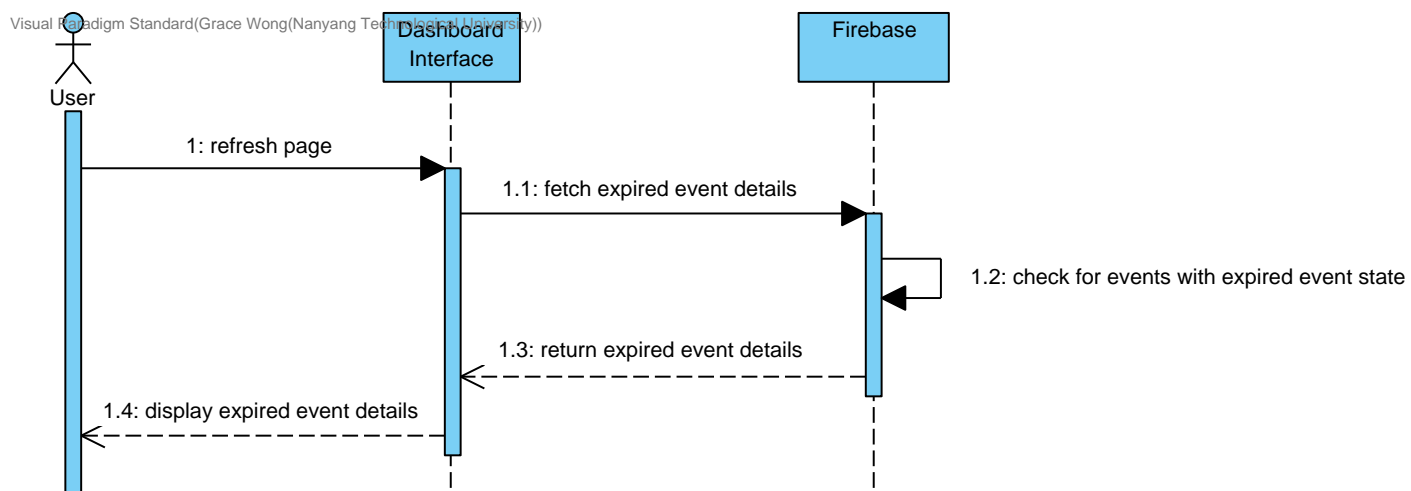 Visual Paradigm Standard(Grace Wong(Nanyang Technological University))
Dashboard
Interface
Firebase
User
1: refresh page
1.1: fetch expired event details
1.2: check for events with expired event state
1.3: return expired event details
1.4: display expired event details